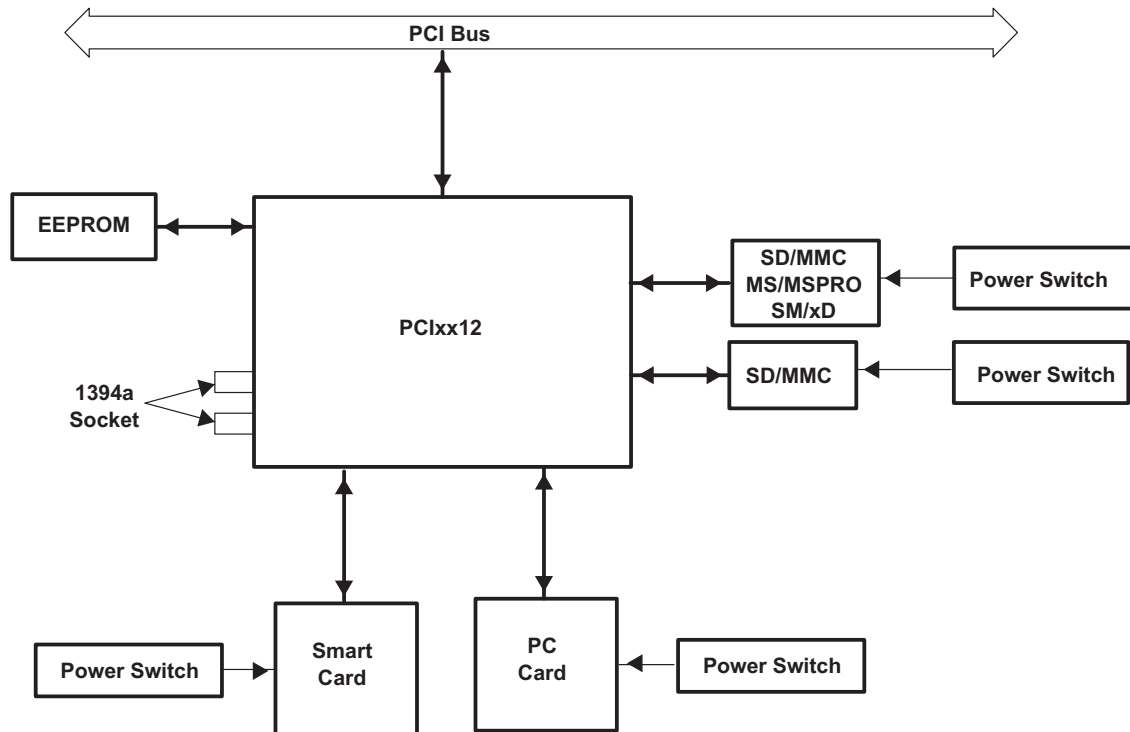 PCI Bus
EEPROM
SD/MMC
MS/MSPRO
SM/xD
Power Switch
PCIxx12
SD/MMC
Power Switch
1394a
Socket
Smart
Card
PC
Card
Power Switch
Power Switch